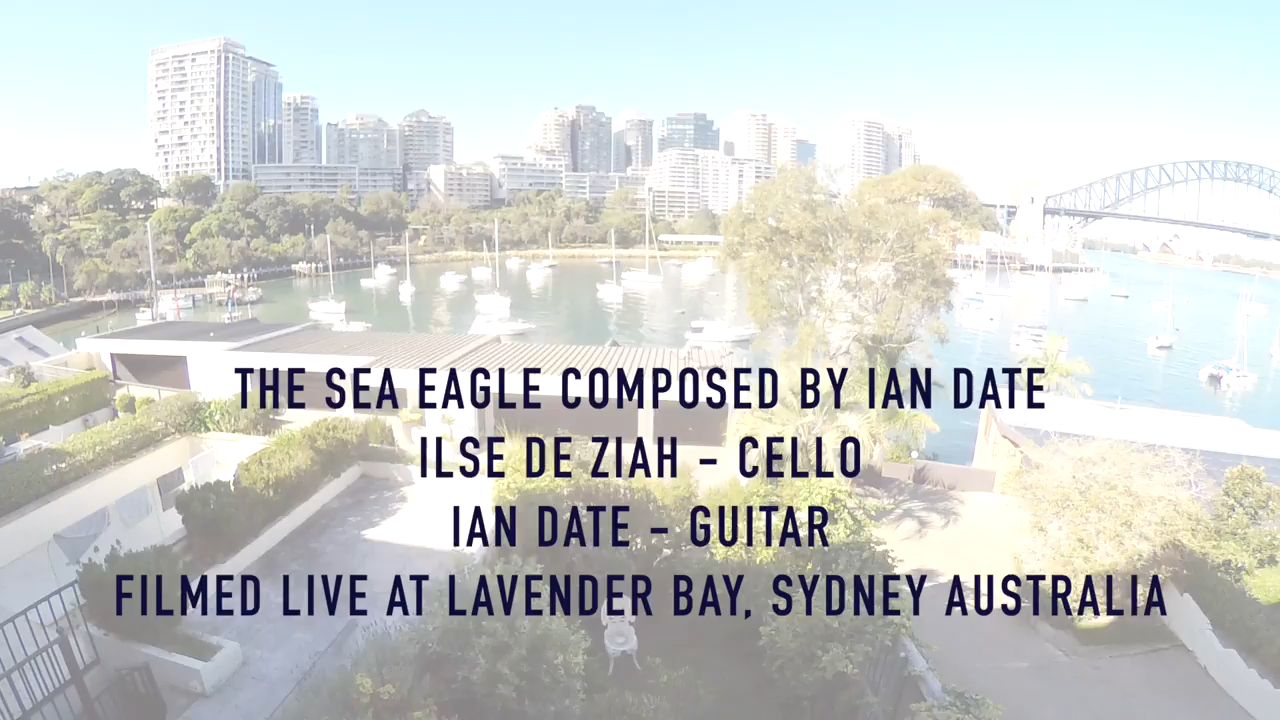 THE SEA EAGLE COMPOSED BY IAN DATE
ILSE DE ZIAH - CELLO
IAN DATE - GUITAR
FILMED LIVE AT LAVENDER BAY, SYDNEY AUSTRALIA